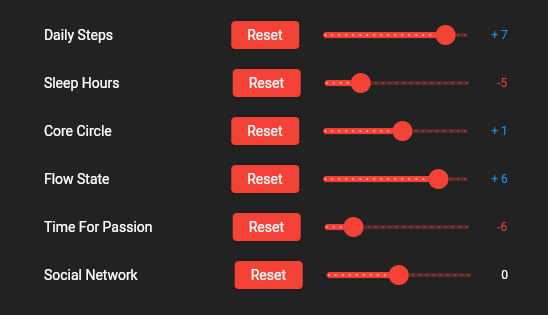 Daily Steps Reset + 7
Sleep Hours Reset -5
Core Circle Reset + 1
Flow State Reset + 6
Time For Passion Reset -6
Social Network Reset 0